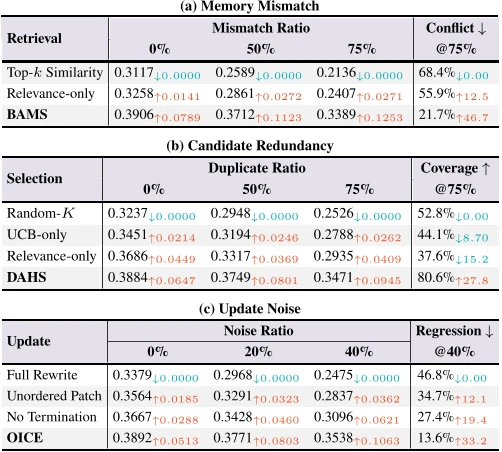 (a) Memory Mismatch
Retrieval Mismatch Ratio Conflict ↓
0% 50% 75% @75%
Top-k Similarity 0.3117↓0.0000 0.2589↓0.0000 0.2136↓0.0000 68.4%↓0.00
Relevance-only 0.3258↑0.0141 0.2861↑0.0272 0.2407↑0.0271 55.9%↑12.5
BAMS 0.3906↑0.0789 0.3712↑0.1123 0.3389↑0.1253 21.7%↑46.7
(b) Candidate Redundancy
Selection Duplicate Ratio Coverage ↑
0% 50% 75% @75%
Random-K 0.3237↓0.0000 0.2948↓0.0000 0.2526↓0.0000 52.8%↓0.00
UCB-only 0.3451↑0.0214 0.3194↑0.0246 0.2788↑0.0262 44.1%↓8.70
Relevance-only 0.3686↑0.0449 0.3317↑0.0369 0.2935↑0.0409 37.6%↓15.2
DAHS 0.3884↑0.0647 0.3749↑0.0801 0.3471↑0.0945 80.6%↑27.8
(c) Update Noise
Update Noise Ratio Regression ↓
0% 20% 40% @40%
Full Rewrite 0.3379↓0.0000 0.2968↓0.0000 0.2475↓0.0000 46.8%↓0.00
Unordered Patch 0.3564↑0.0185 0.3291↑0.0323 0.2837↑0.0362 34.7%↑12.1
No Termination 0.3667↑0.0288 0.3428↑0.0460 0.3096↑0.0621 27.4%↑19.4
OICE 0.3892↑0.0513 0.3771↑0.0803 0.3538↑0.1063 13.6%↑33.2